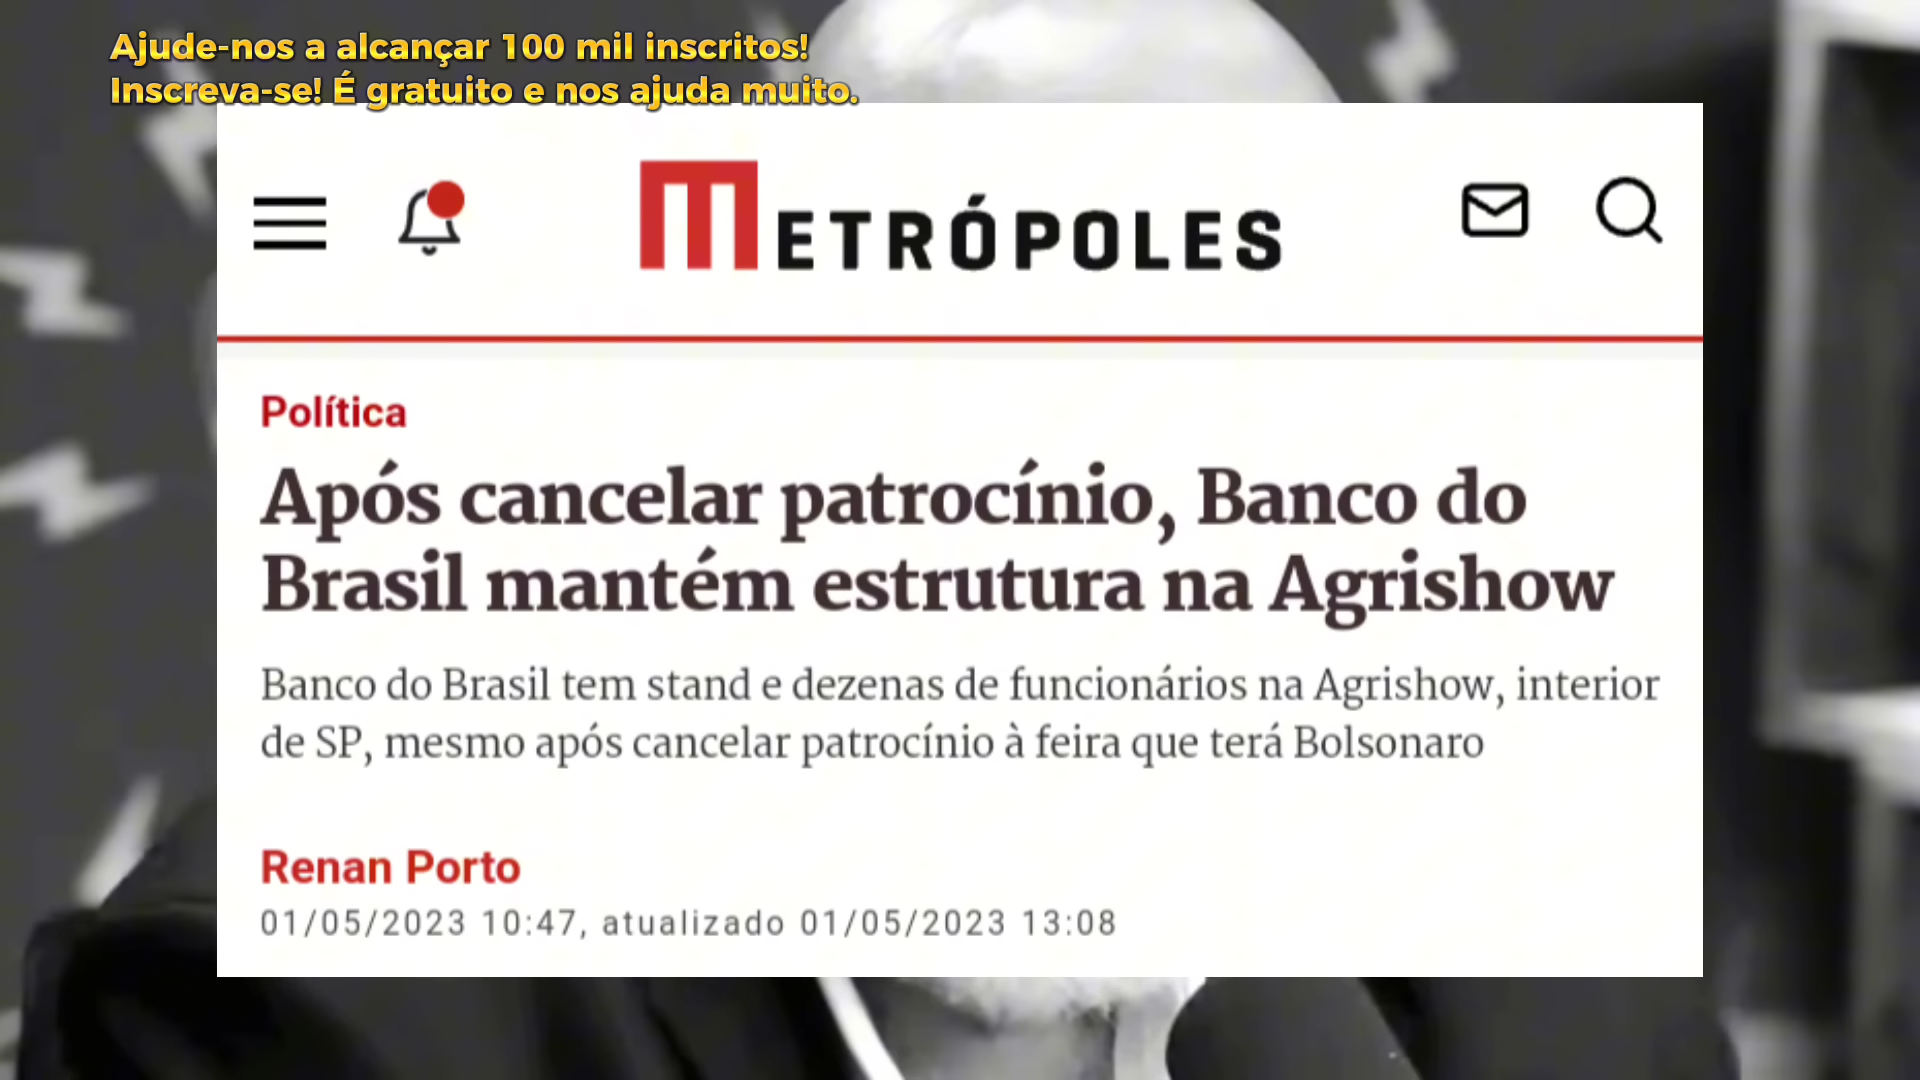 Ajude-nos a alcançar 100 mil inscritos!
Inscreva-se! É gratuito e nos ajuda muito.
METRÓPOLES
Política
Após cancelar patrocínio, Banco do
Brasil mantém estrutura na Agrishow
Banco do Brasil tem stand e dezenas de funcionários na Agrishow, interior
de SP, mesmo após cancelar patrocínio à feira que terá Bolsonaro
Renan Porto
01/05/2023 10:47, atualizado 01/05/2023 13:08